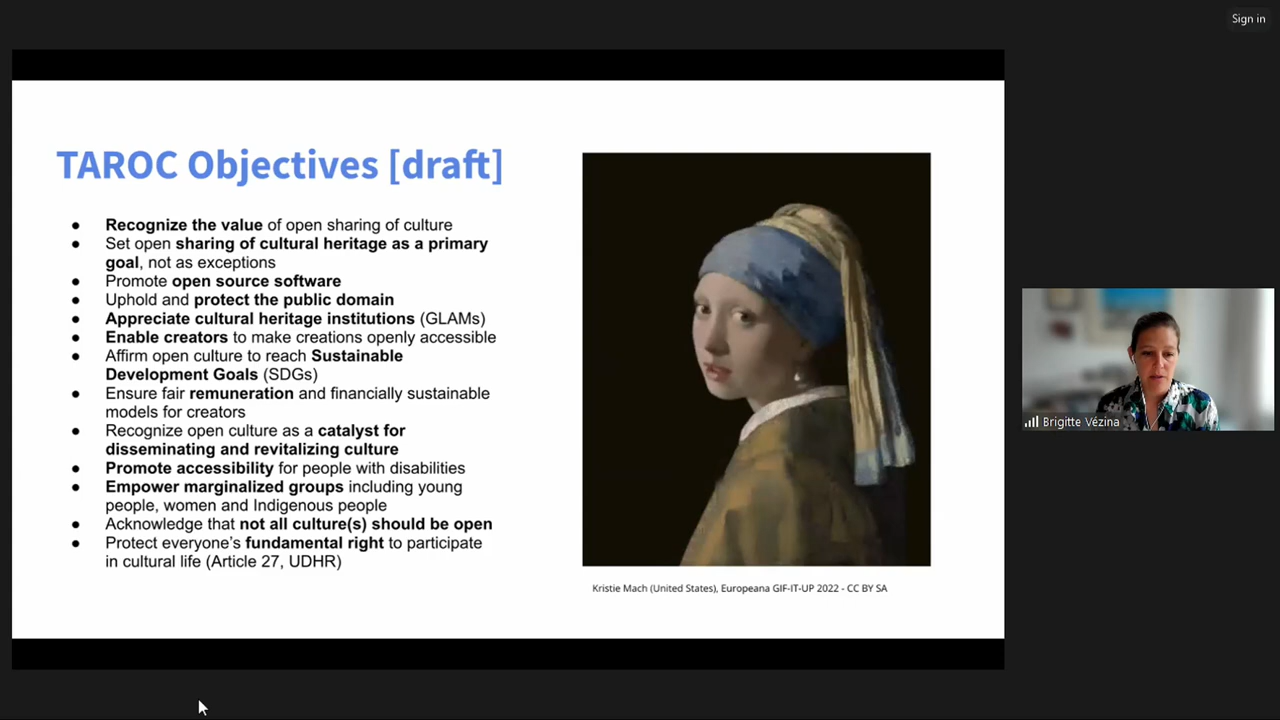 Sign in
TAROC Objectives [draft]
● Recognize the value of open sharing of culture
● Set open sharing of cultural heritage as a primary
goal, not as exceptions
● Promote open source software
● Uphold and protect the public domain
● Appreciate cultural heritage institutions (GLAMs)
● Enable creators to make creations openly accessible
● Affirm open culture to reach Sustainable
Development Goals (SDGs)
● Ensure fair remuneration and financially sustainable
models for creators
● Recognize open culture as a catalyst for
disseminating and revitalizing culture
● Promote accessibility for people with disabilities
● Empower marginalized groups including young
people, women and Indigenous people
● Acknowledge that not all culture(s) should be open
● Protect everyone’s fundamental right to participate
in cultural life (Article 27, UDHR)
Kristie Mach (United States), Europeana GIF-IT-UP 2022 - CC BY SA
Brigitte Vézina